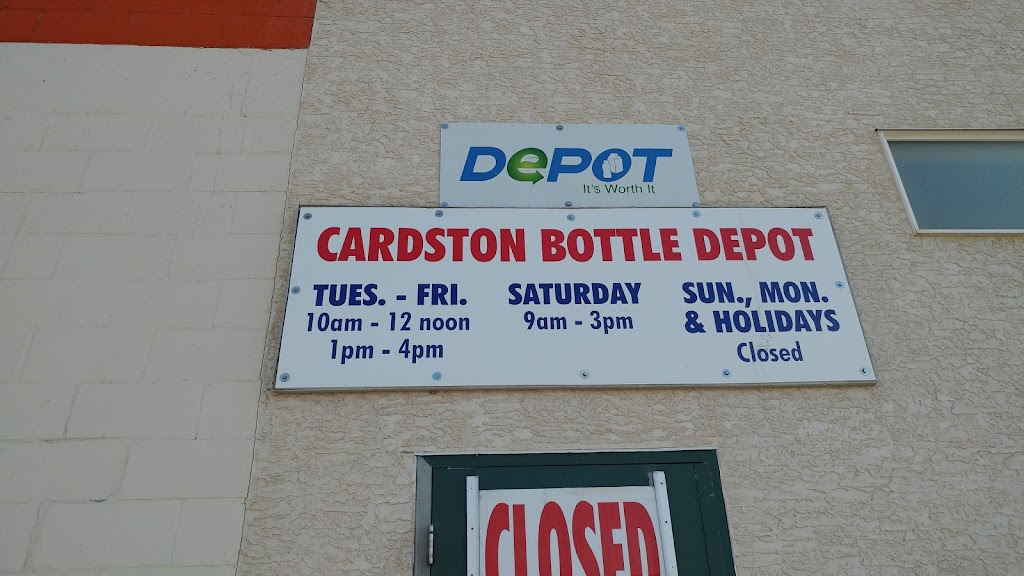 DePOT
It'$ Worth It
CARDSTON BOTTLE DEPOT
TUES. - FRI.
10am - 12 noon
1pm - 4pm
SATURDAY
9am - 3pm
SUN., MON.
& HOLIDAYS
Closed
CLOSED